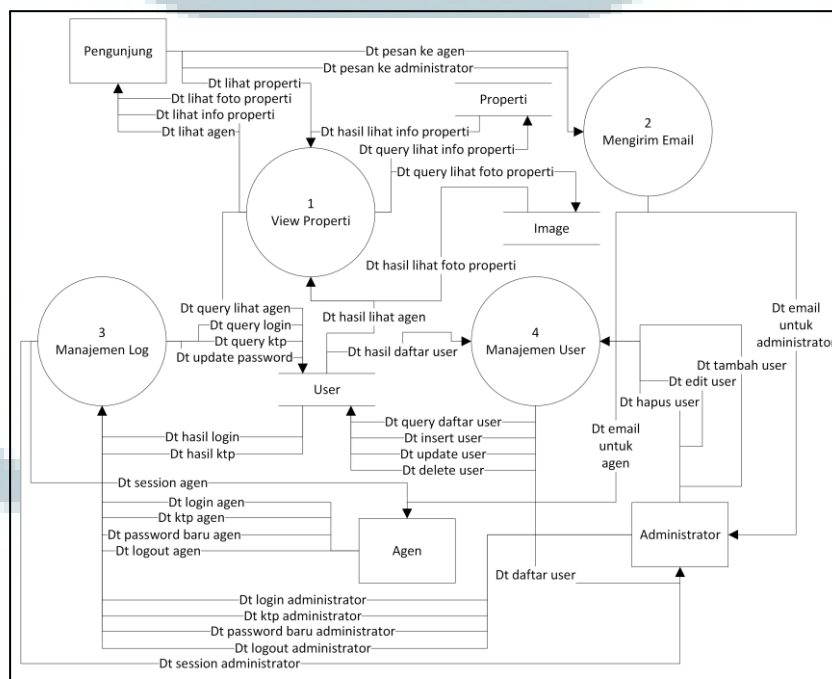 Pengunjung
Dt pesan ke agen
Dt pesan ke administrator
Dt lihat properti
Dt lihat foto properti
Dt lihat info properti
Dt lihat agen
Properti
Dt hasil lihat info properti
Dt query lihat info properti
Dt query lihat foto properti
2
Mengirim Email
1
View Properti
Image
Dt hasil lihat foto properti
3
Manajemen Log
Dt query lihat agen
Dt query login
Dt query ktp
Dt update password
Dt hasil lihat agen
Dt hasil daftar user
4
Manajemen User
Dt email
untuk
administrator
Dt tambah user
Dt edit user
Dt hapus user
User
Dt query daftar user
Dt insert user
Dt update user
Dt delete user
Dt email
untuk
agen
Dt hasil login
Dt hasil ktp
Dt session agen
Dt login agen
Dt ktp agen
Dt password baru agen
Dt logout agen
Agen
Administrator
Dt daftar user
Dt login administrator
Dt ktp administrator
Dt password baru administrator
Dt logout administrator
Dt session administrator